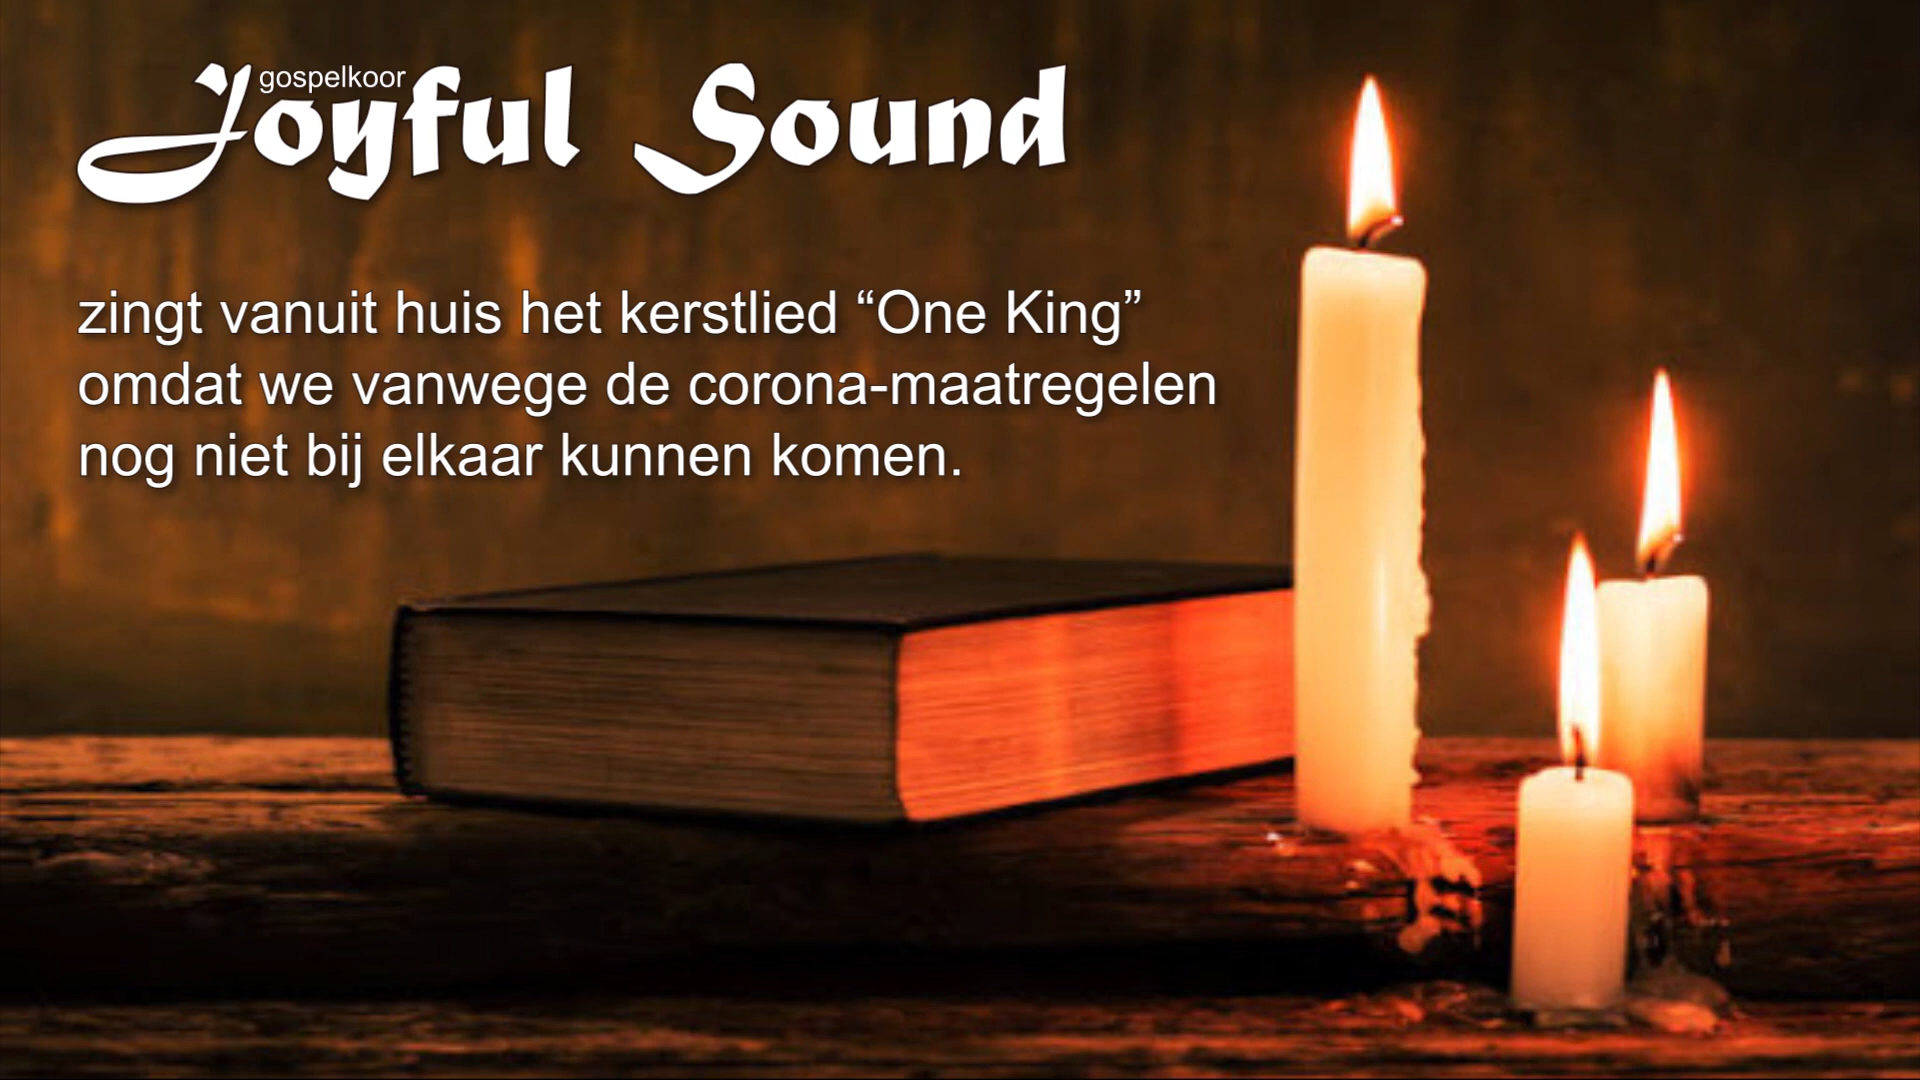 gospelkoor
Joyful Sound
zingt vanuit huis het kerstlied “One King”
omdat we vanwege de corona-maatregelen
nog niet bij elkaar kunnen komen.